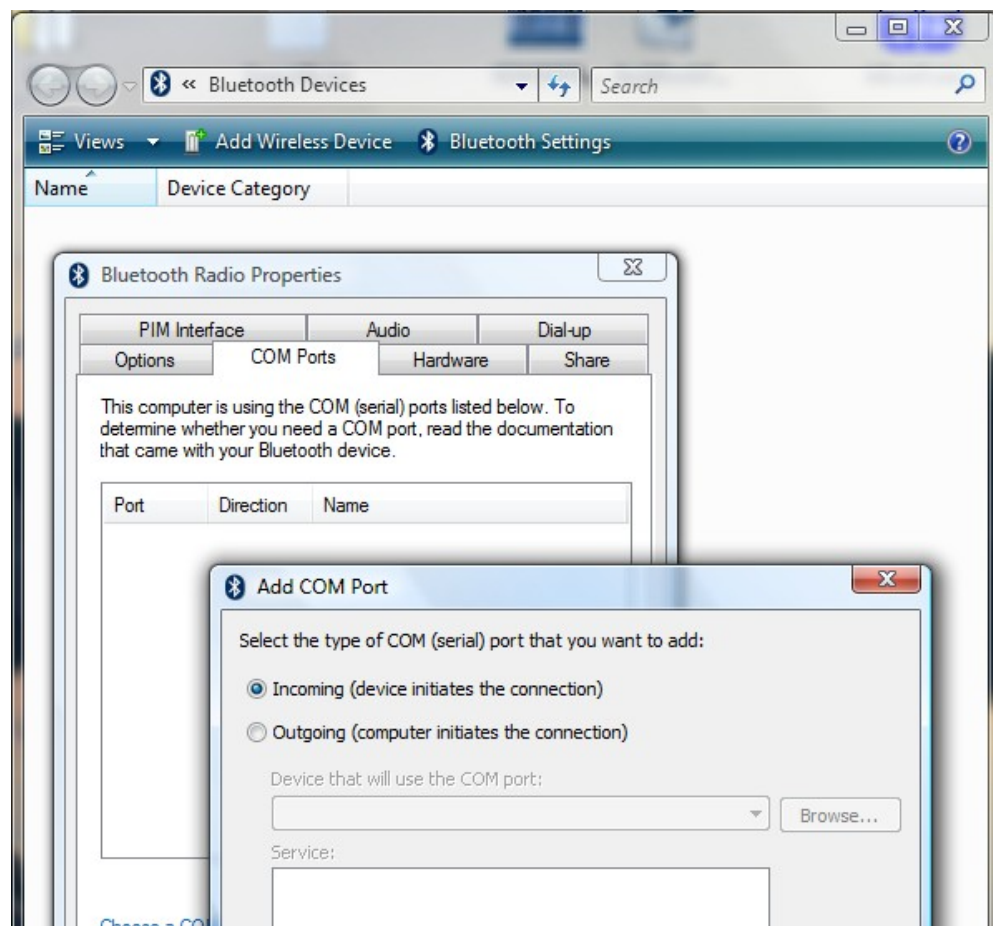 « Bluetooth Devices
Search
Views Add Wireless Device Bluetooth Settings
Name Device Category
Bluetooth Radio Properties
PIM Interface Audio Dial-up
Options COM Ports Hardware Share
This computer is using the COM (serial) ports listed below. To
determine whether you need a COM port, read the documentation
that came with your Bluetooth device.
Port Direction Name
Add COM Port
Select the type of COM (serial) port that you want to add:
Incoming (device initiates the connection)
Outgoing (computer initiates the connection)
Device that will use the COM port:
Browse...
Service: